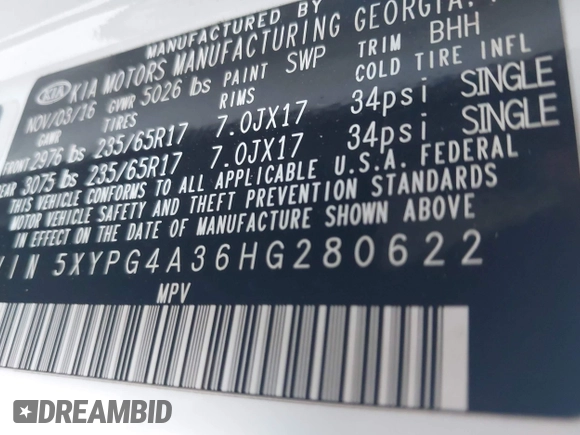 MANUFACTURED BY
KIA KIA MOTORS MANUFACTURING GEORGIA,
NOV/03/16 GVWR 5026 lbs PAINT SWP TRIM BHH
GAWR TIRES RIMS COLD TIRE INFL
FRONT 2976 lbs 235/65R17 7.0JX17 34psi SINGLE
REAR 3075 lbs 235/65R17 7.0JX17 34psi SINGLE
THIS VEHICLE CONFORMS TO ALL APPLICABLE U.S.A. FEDERAL
MOTOR VEHICLE SAFETY AND THEFT PREVENTION STANDARDS
IN EFFECT ON THE DATE OF MANUFACTURE SHOWN ABOVE
VIN 5XYPG4A36HG280622
MPV
DREAMBID